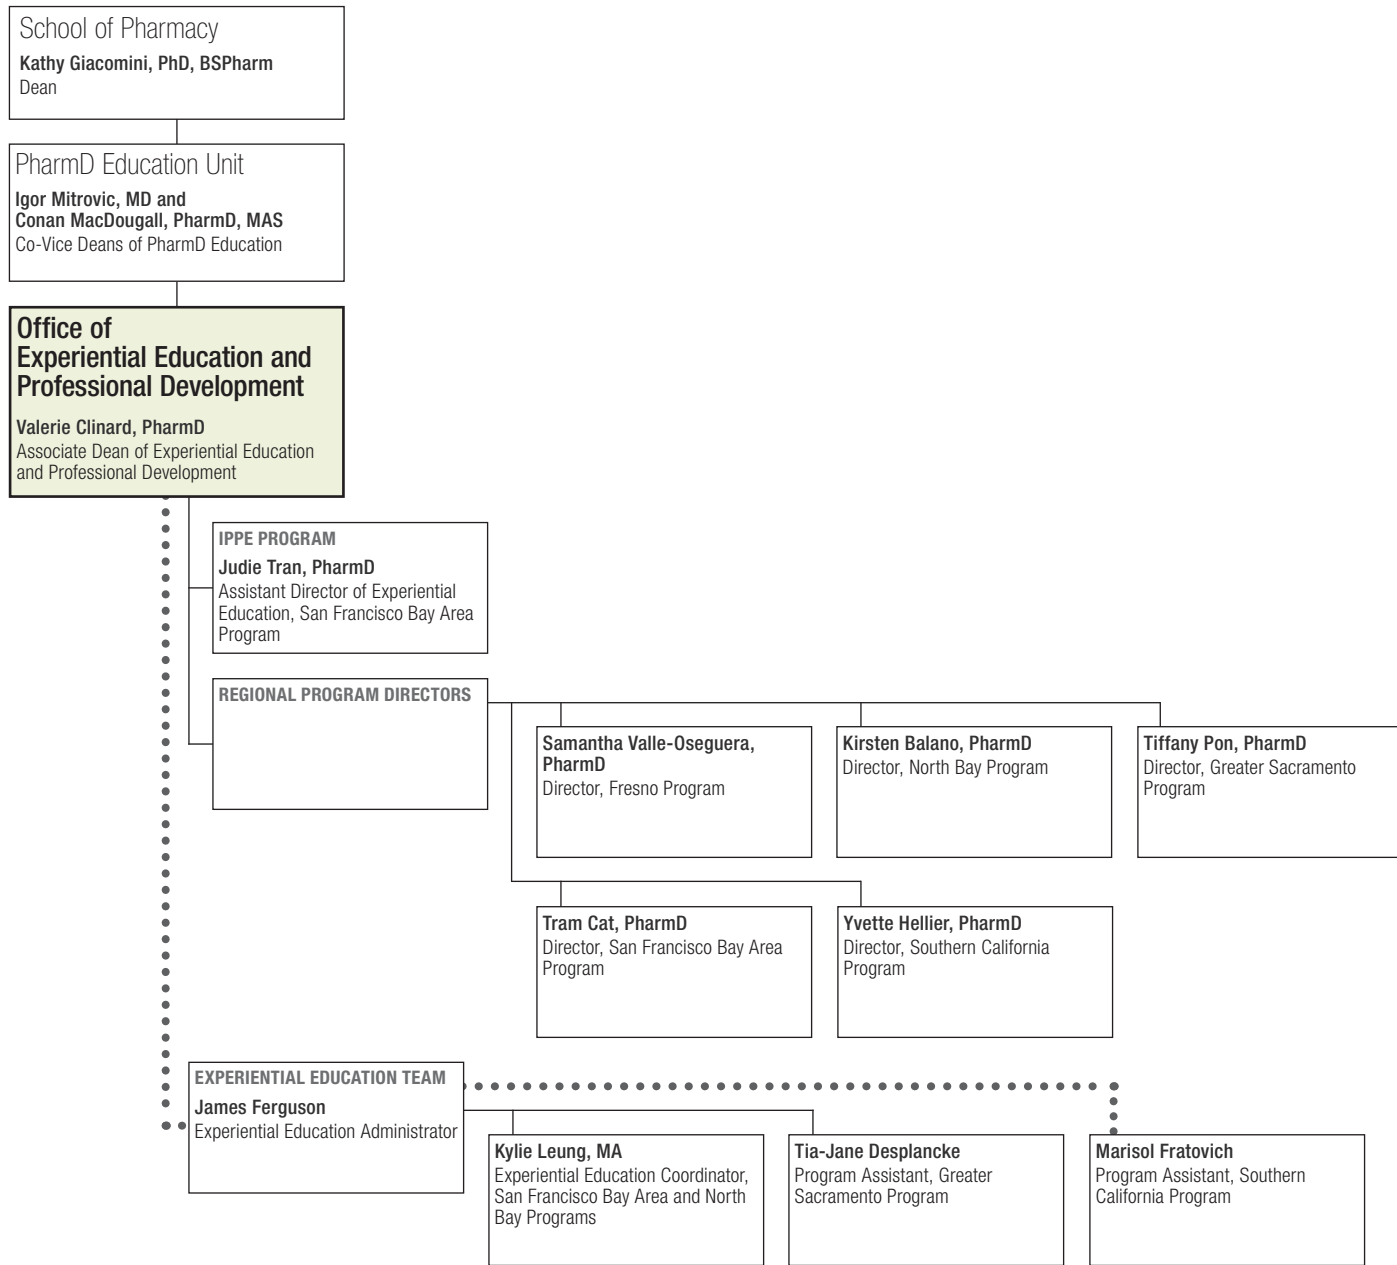 School of Pharmacy
Kathy Giacomini, PhD, BSPharm
Dean
PharmD Education Unit
Igor Mitrovic, MD and
Conan MacDougall, PharmD, MAS
Co-Vice Deans of PharmD Education
Office of
Experiential Education and
Professional Development
Valerie Clinard, PharmD
Associate Dean of Experiential Education
and Professional Development
IPPE PROGRAM
Judie Tran, PharmD
Assistant Director of Experiential
Education, San Francisco Bay Area
Program
REGIONAL PROGRAM DIRECTORS
Samantha Valle-Oseguera,
PharmD
Director, Fresno Program
Kirsten Balano, PharmD
Director, North Bay Program
Tiffany Pon, PharmD
Director, Greater Sacramento
Program
Tram Cat, PharmD
Director, San Francisco Bay Area
Program
Yvette Hellier, PharmD
Director, Southern California
Program
EXPERIENTIAL EDUCATION TEAM
James Ferguson
Experiential Education Administrator
Kylie Leung, MA
Experiential Education Coordinator,
San Francisco Bay Area and North
Bay Programs
Tia-Jane Desplancke
Program Assistant, Greater
Sacramento Program
Marisol Fratovich
Program Assistant, Southern
California Program